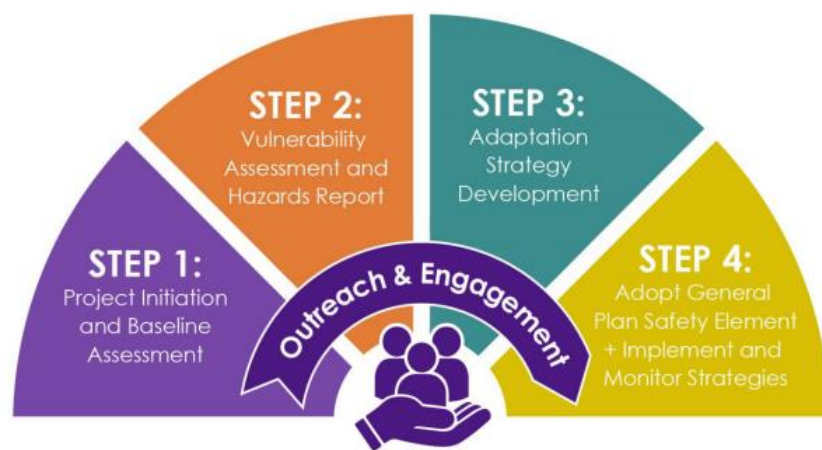 STEP 1:
Project Initiation
and Baseline
Assessment
STEP 2:
Vulnerability
Assessment and
Hazards Report
STEP 3:
Adaptation
Strategy
Development
STEP 4:
Adopt General
Plan Safety Element
+ Implement and
Monitor Strategies
Outreach & Engagement